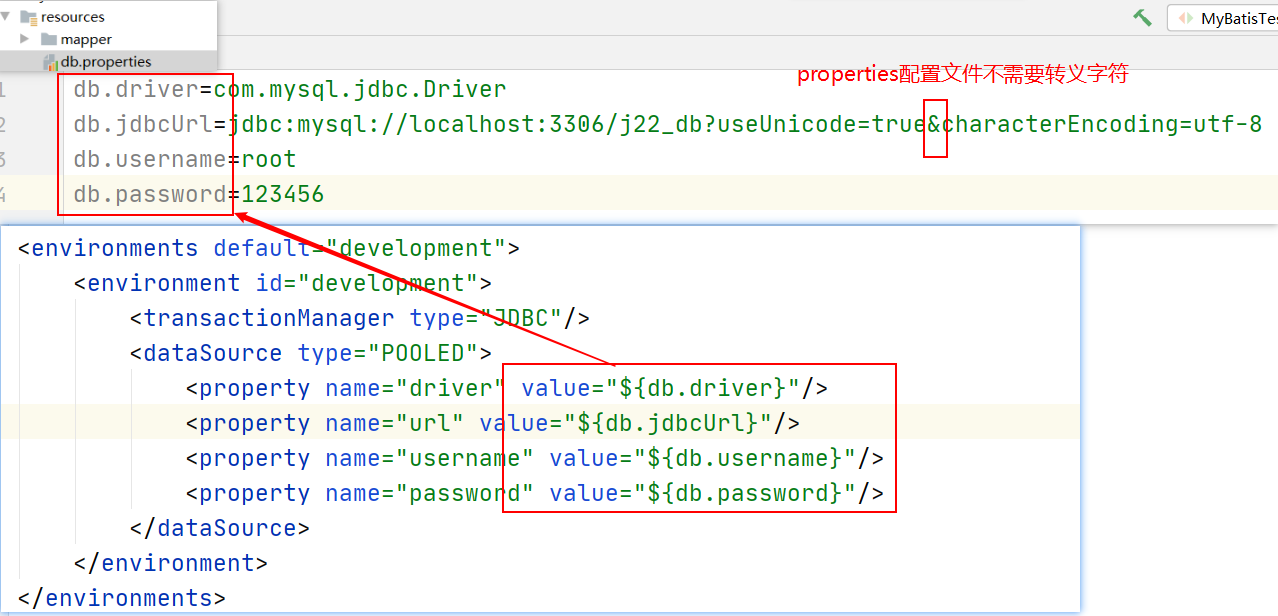 resources
mapper
db.properties
MyBatisTes
properties配置文件不需要转义字符
1 db.driver=com.mysql.jdbc.Driver
2 db.jdbcUrl=jdbc:mysql://localhost:3306/j22_db?useUnicode=true&characterEncoding=utf-8
3 db.username=root
4 db.password=123456
<environments default="development">
<environment id="development">
<transactionManager type="JDBC"/>
<dataSource type="POOLED">
<property name="driver" value="${db.driver}"/>
<property name="url" value="${db.jdbcUrl}"/>
<property name="username" value="${db.username}"/>
<property name="password" value="${db.password}"/>
</dataSource>
</environment>
</environments>